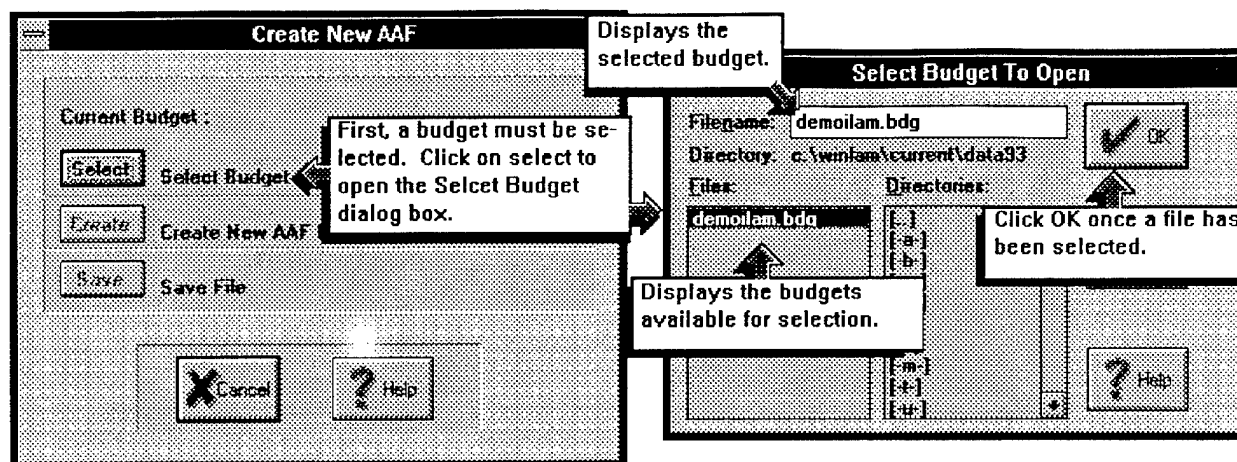 Create New AAF
Current Budget :
Select
Select Budget
Create
Create New AAF
Save
Save File
Cancel
Help
First, a budget must be se-
lected. Click on select to
open the Selcet Budget
dialog box.
Displays the
selected budget.
Select Budget To Open
Filename: demoilam.bdg
OK
Directory: c:\winlam\current\data93
Files:
Directories:
demoilam.bdg
[..]
[-a-]
[-b-]
Click OK once a file has
been selected.
Displays the budgets
available for selection.
[-m-]
[-t-]
[-u-]
Help